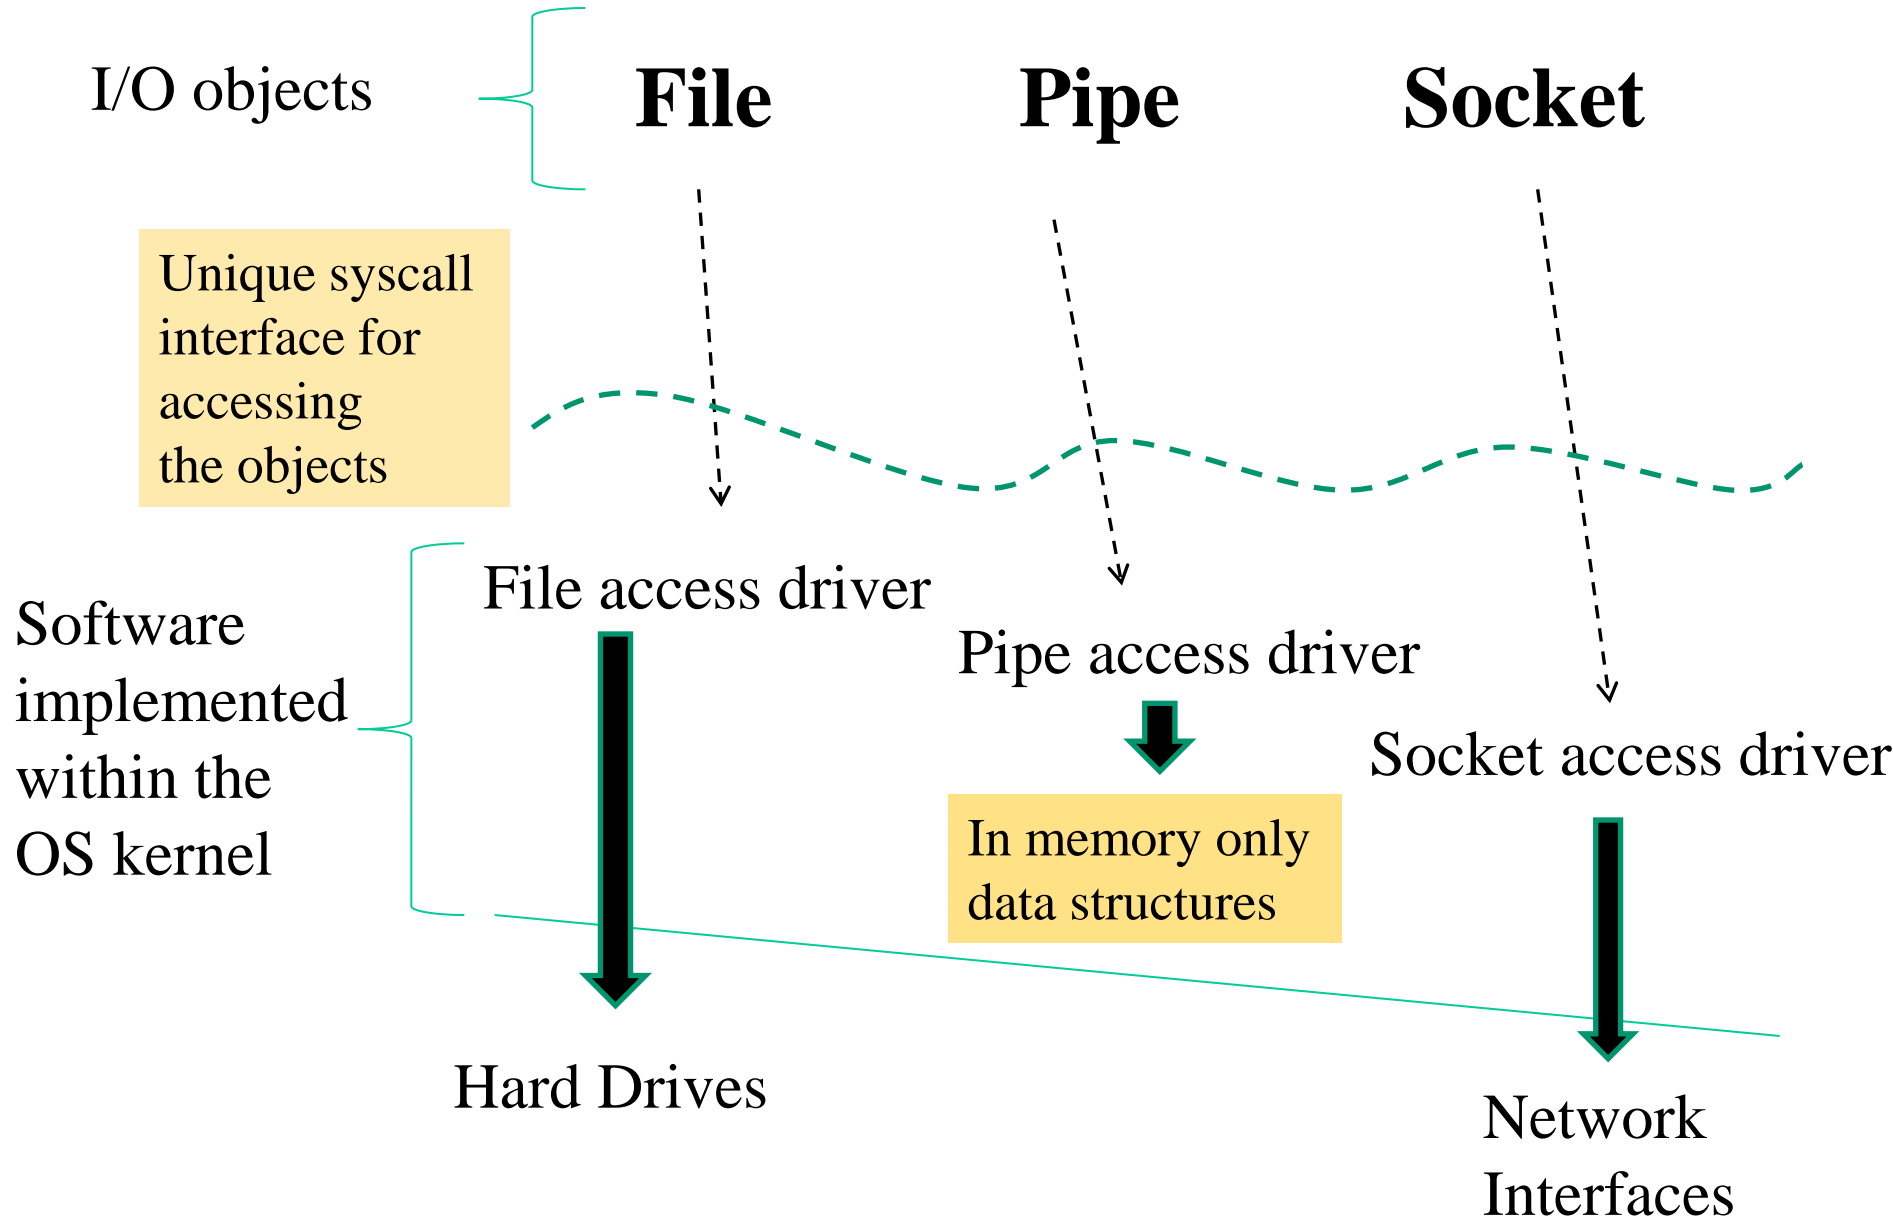 I/O objects
File
Pipe
Socket
Unique syscall
interface for
accessing
the objects
Software
implemented
within the
OS kernel
File access driver
Pipe access driver
Socket access driver
In memory only
data structures
Hard Drives
Network
Interfaces